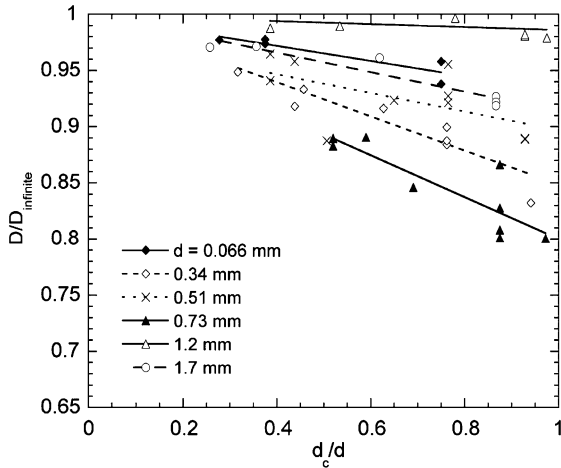 1
0.95
0.9
0.85
0.8
0.75
0.7
0.65
D/D_infinite
d = 0.066 mm
0.34 mm
0.51 mm
0.73 mm
1.2 mm
1.7 mm
0 0.2 0.4 0.6 0.8 1
d_c/d